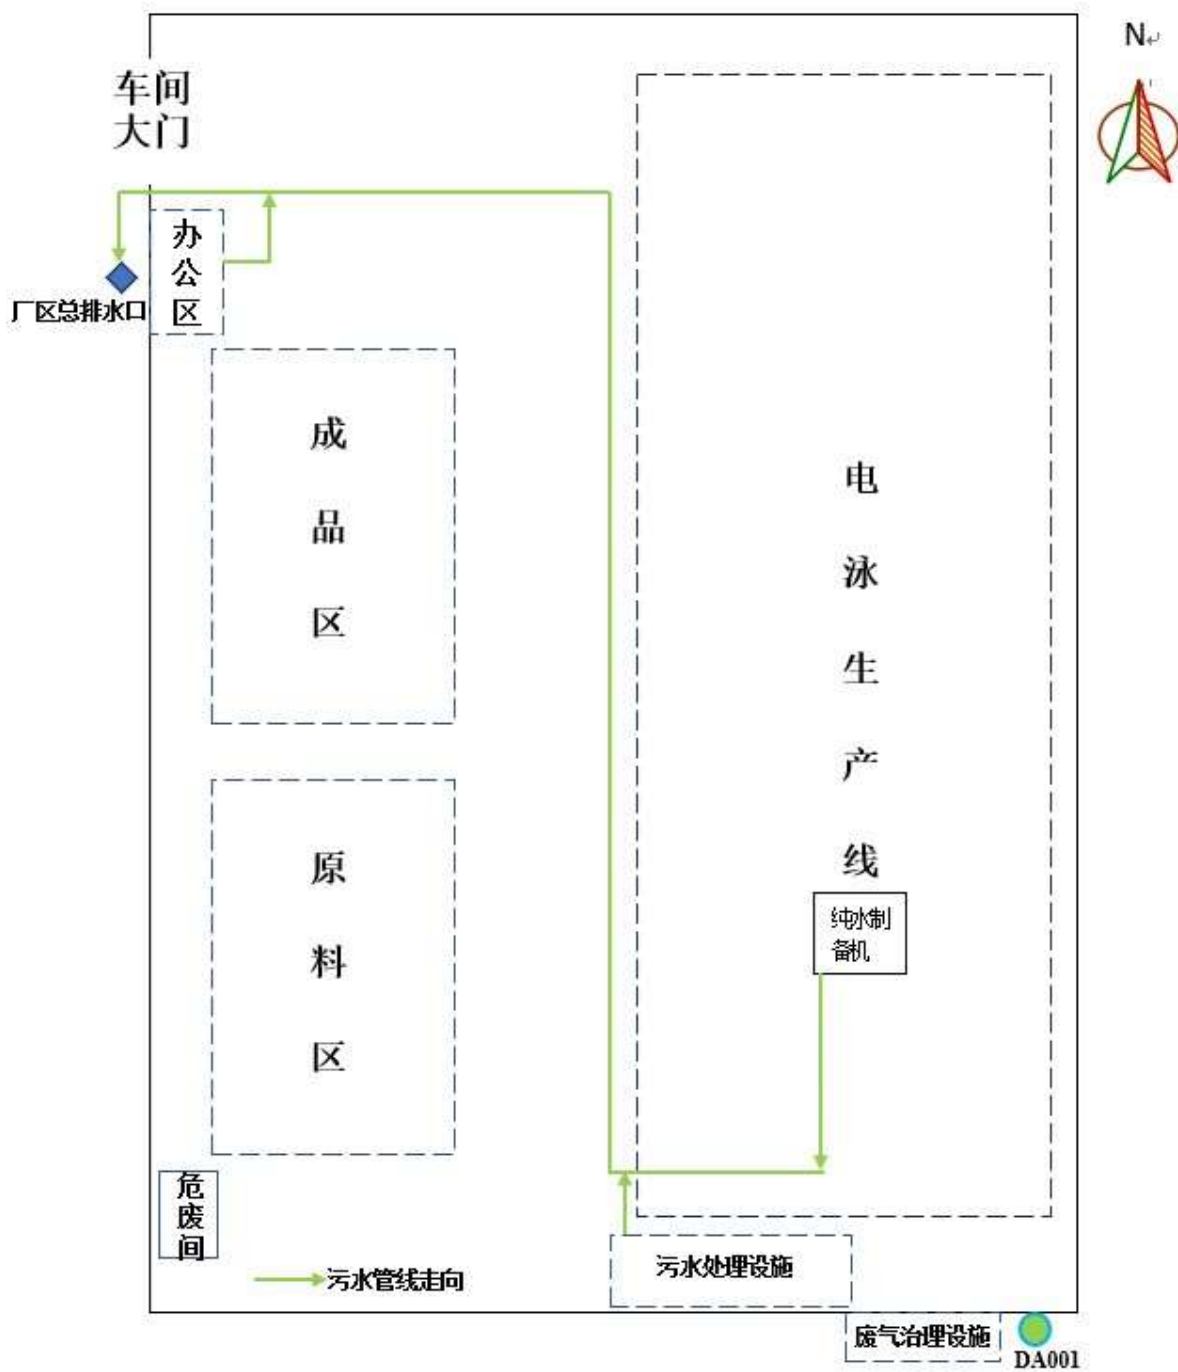 N
车间
大门
办
公
区
厂区总排水口
成
品
区
电
泳
生
产
线
原
料
区
纯水制
备机
危
废
间
污水管线走向
污水处理设施
废气治理设施
DA001